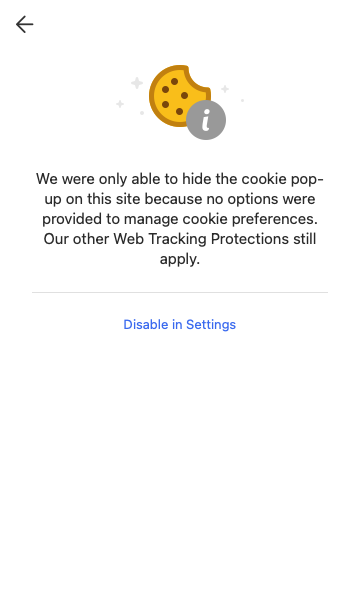 We were only able to hide the cookie pop-
up on this site because no options were
provided to manage cookie preferences.
Our other Web Tracking Protections still
apply.
Disable in Settings